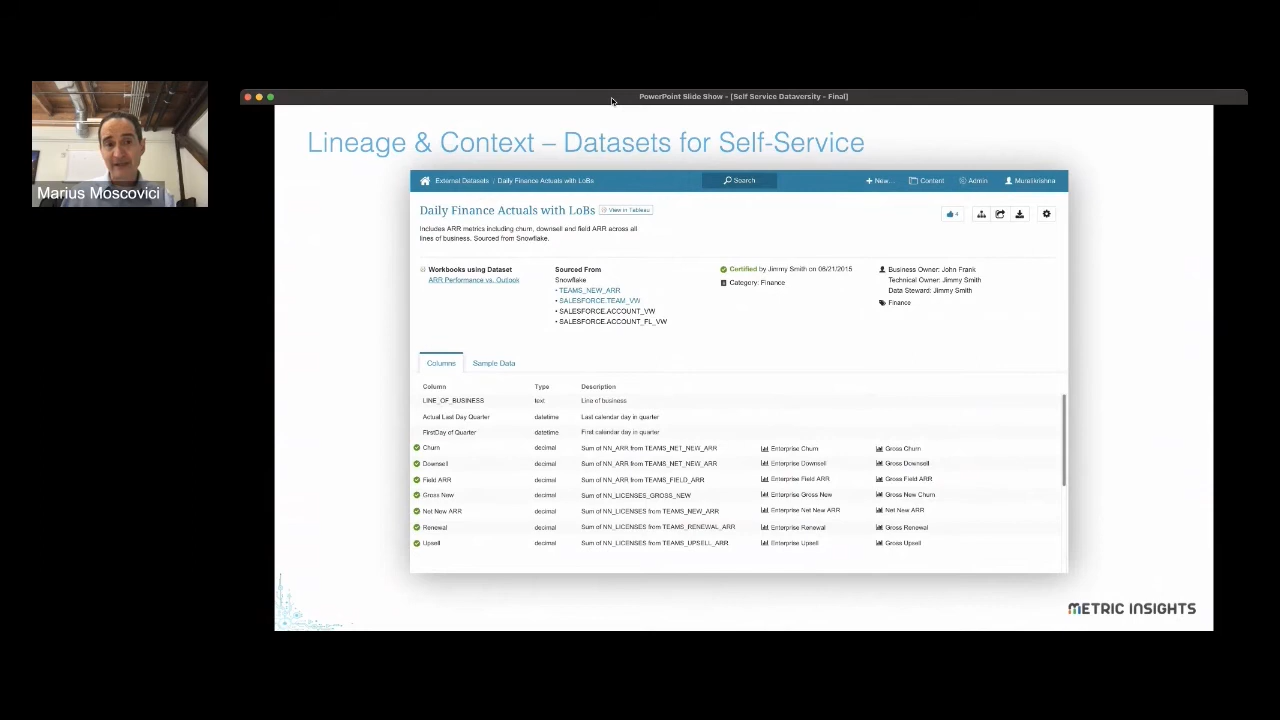 PowerPoint Slide Show - [Self Service Dataversity - Final]
Marius Moscovici
Lineage & Context – Datasets for Self-Service
External Datasets / Daily Finance Actuals with LoBs
Search
New...
Content
Admin
Muralikrishna
Daily Finance Actuals with LoBs
View in Tableau
4
Includes ARR metrics including churn, downsell and field ARR across all
lines of business. Sourced from Snowflake.
Workbooks using Dataset
ARR Performance vs. Outlook
Sourced From
Snowflake
• TEAMS_NEW_ARR
• SALESFORCE.TEAM_VW
• SALESFORCE.ACCOUNT_VW
• SALESFORCE.ACCOUNT_FL_VW
Certified by Jimmy Smith on 06/21/2015
Category: Finance
Business Owner: John Frank
Technical Owner: Jimmy Smith
Data Steward: Jimmy Smith
Finance
Columns Sample Data
Column Type Description
LINE_OF_BUSINESS text Line of business
Actual Last Day Quarter datetime Last calendar day in quarter
FirstDay of Quarter datetime First calendar day in quarter
Churn decimal Sum of NN_ARR from TEAMS_NET_NEW_ARR Enterprise Churn Gross Churn
Downsell decimal Sum of NN_ARR from TEAMS_NET_NEW_ARR Enterprise Downsell Gross Downsell
Field ARR decimal Sum of NN_ARR from TEAMS_FIELD_ARR Enterprise Field ARR Gross Field ARR
Gross New decimal Sum of NN_LICENSES_GROSS_NEW Enterprise Gross New Gross New Churn
Net New ARR decimal Sum of NN_LICENSES from TEAMS_NEW_ARR Enterprise Net New ARR Net New ARR
Renewal decimal Sum of NN_LICENSES from TEAMS_RENEWAL_ARR Enterprise Renewal Gross Renewal
Upsell decimal Sum of NN_LICENSES from TEAMS_UPSELL_ARR Enterprise Upsell Gross Upsell
METRIC INSIGHTS